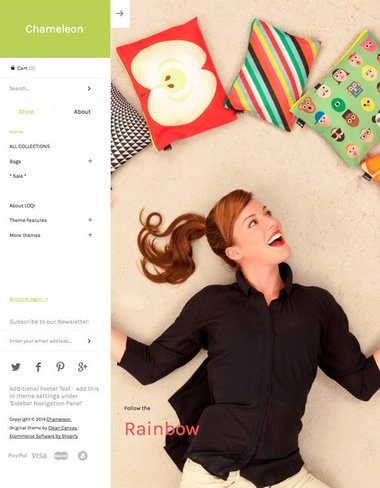 Chameleon
Cart (0)
Search...
Store
About
Home
ALL COLLECTIONS
Bags +
* Sale *
About LOQI
Theme Features +
More themes +
Account login →
Subscribe to our Newsletter
Enter your email address...
Additional Footer Text - add this
in theme settings under
'Sidebar Navigation Panel'
Copyright © 2014 Chameleon.
Original theme by Clean Canvas.
Ecommerce Software by Shopify
PayPal VISA
Follow the
Rainbow